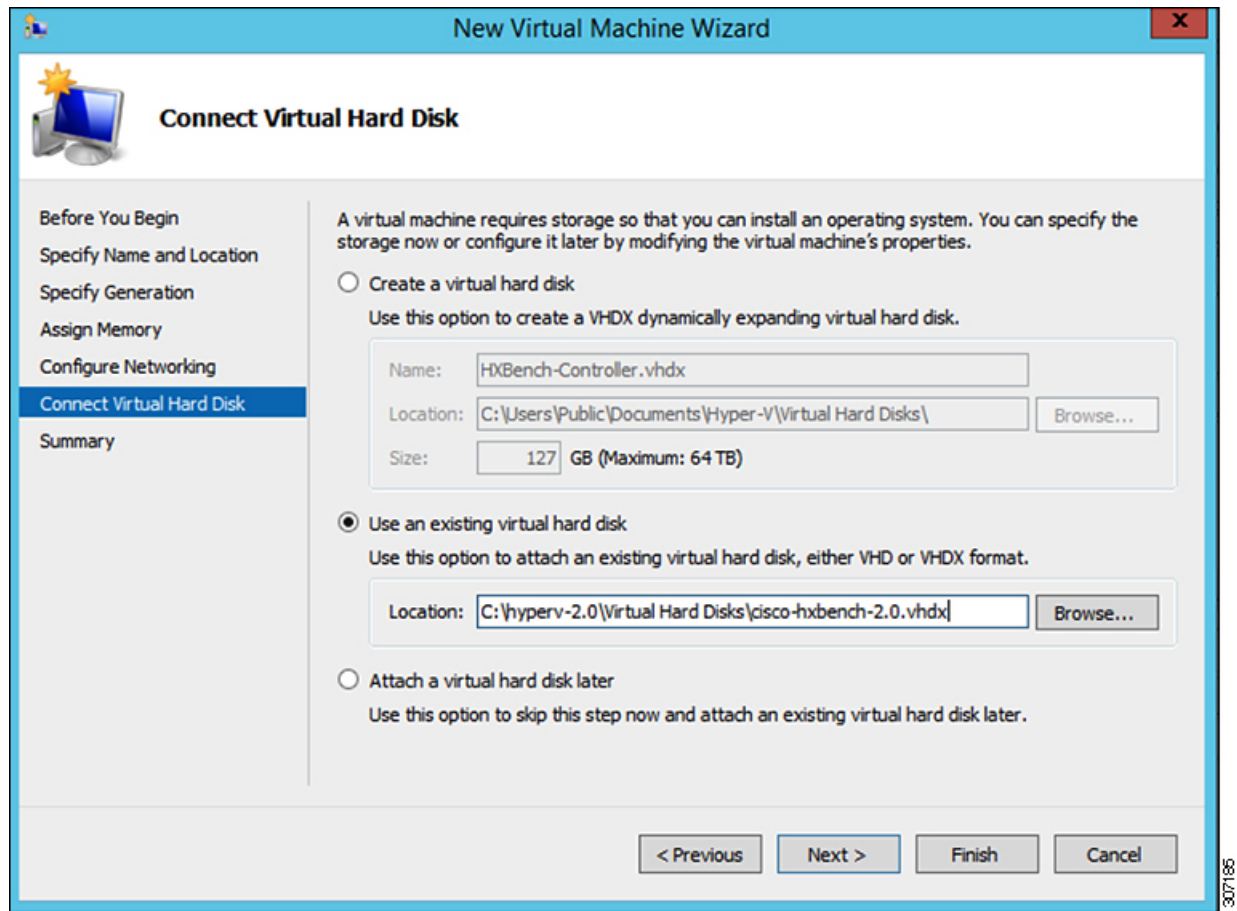 New Virtual Machine Wizard
x
Connect Virtual Hard Disk
Before You Begin
Specify Name and Location
Specify Generation
Assign Memory
Configure Networking
Connect Virtual Hard Disk
Summary
A virtual machine requires storage so that you can install an operating system. You can specify the
storage now or configure it later by modifying the virtual machine's properties.
Create a virtual hard disk
Use this option to create a VHDX dynamically expanding virtual hard disk.
Name: HXBench-Controller.vhdx
Location: C:\Users\Public\Documents\Hyper-V\Virtual Hard Disks\ Browse...
Size: 127 GB (Maximum: 64 TB)
Use an existing virtual hard disk
Use this option to attach an existing virtual hard disk, either VHD or VHDX format.
Location: C:\hyperv-2.0\Virtual Hard Disks\cisco-hxbench-2.0.vhdx Browse...
Attach a virtual hard disk later
Use this option to skip this step now and attach an existing virtual hard disk later.
< Previous Next > Finish Cancel
307185